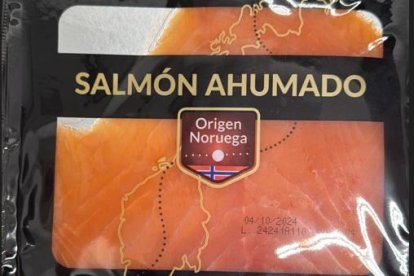 SALMÓN AHUMADO
Origen
Noruega
04/10/2024